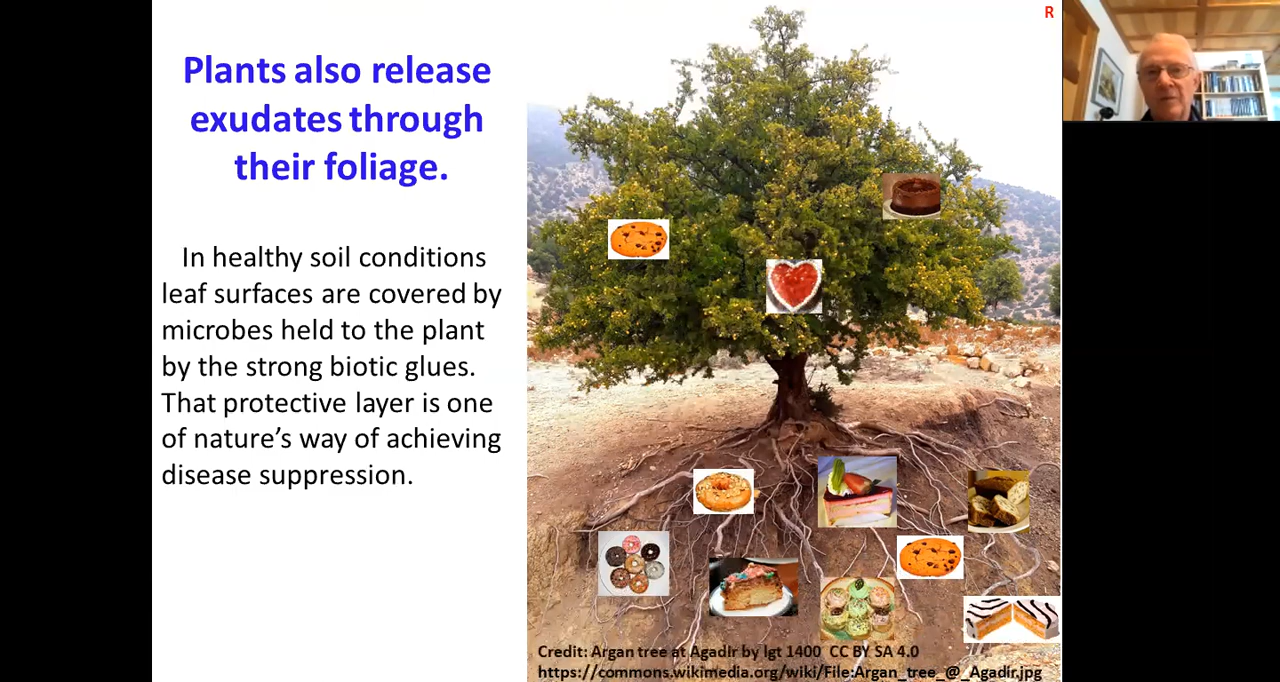 Plants also release
exudates through
their foliage.
In healthy soil conditions
leaf surfaces are covered by
microbes held to the plant
by the strong biotic glues.
That protective layer is one
of nature’s way of achieving
disease suppression.
R
Credit: Argan tree at Agadir by lgt 1400 CC BY SA 4.0
https://commons.wikimedia.org/wiki/File:Argan_tree_@_Agadir.jpg